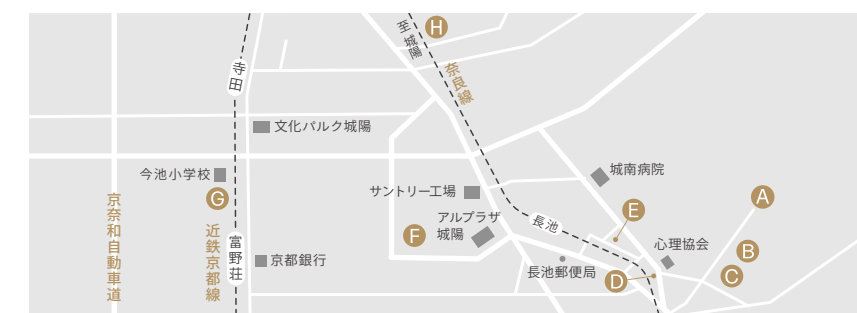 至城陽
H
奈良線
寺田
文化パルク城陽
今池小学校
城南病院
サントリー工場
京奈和自動車道
G
近鉄京都線
A
アルプラザ
城陽
E
長池
F
富野荘
心理協会
B
京都銀行
長池郵便局
C
D